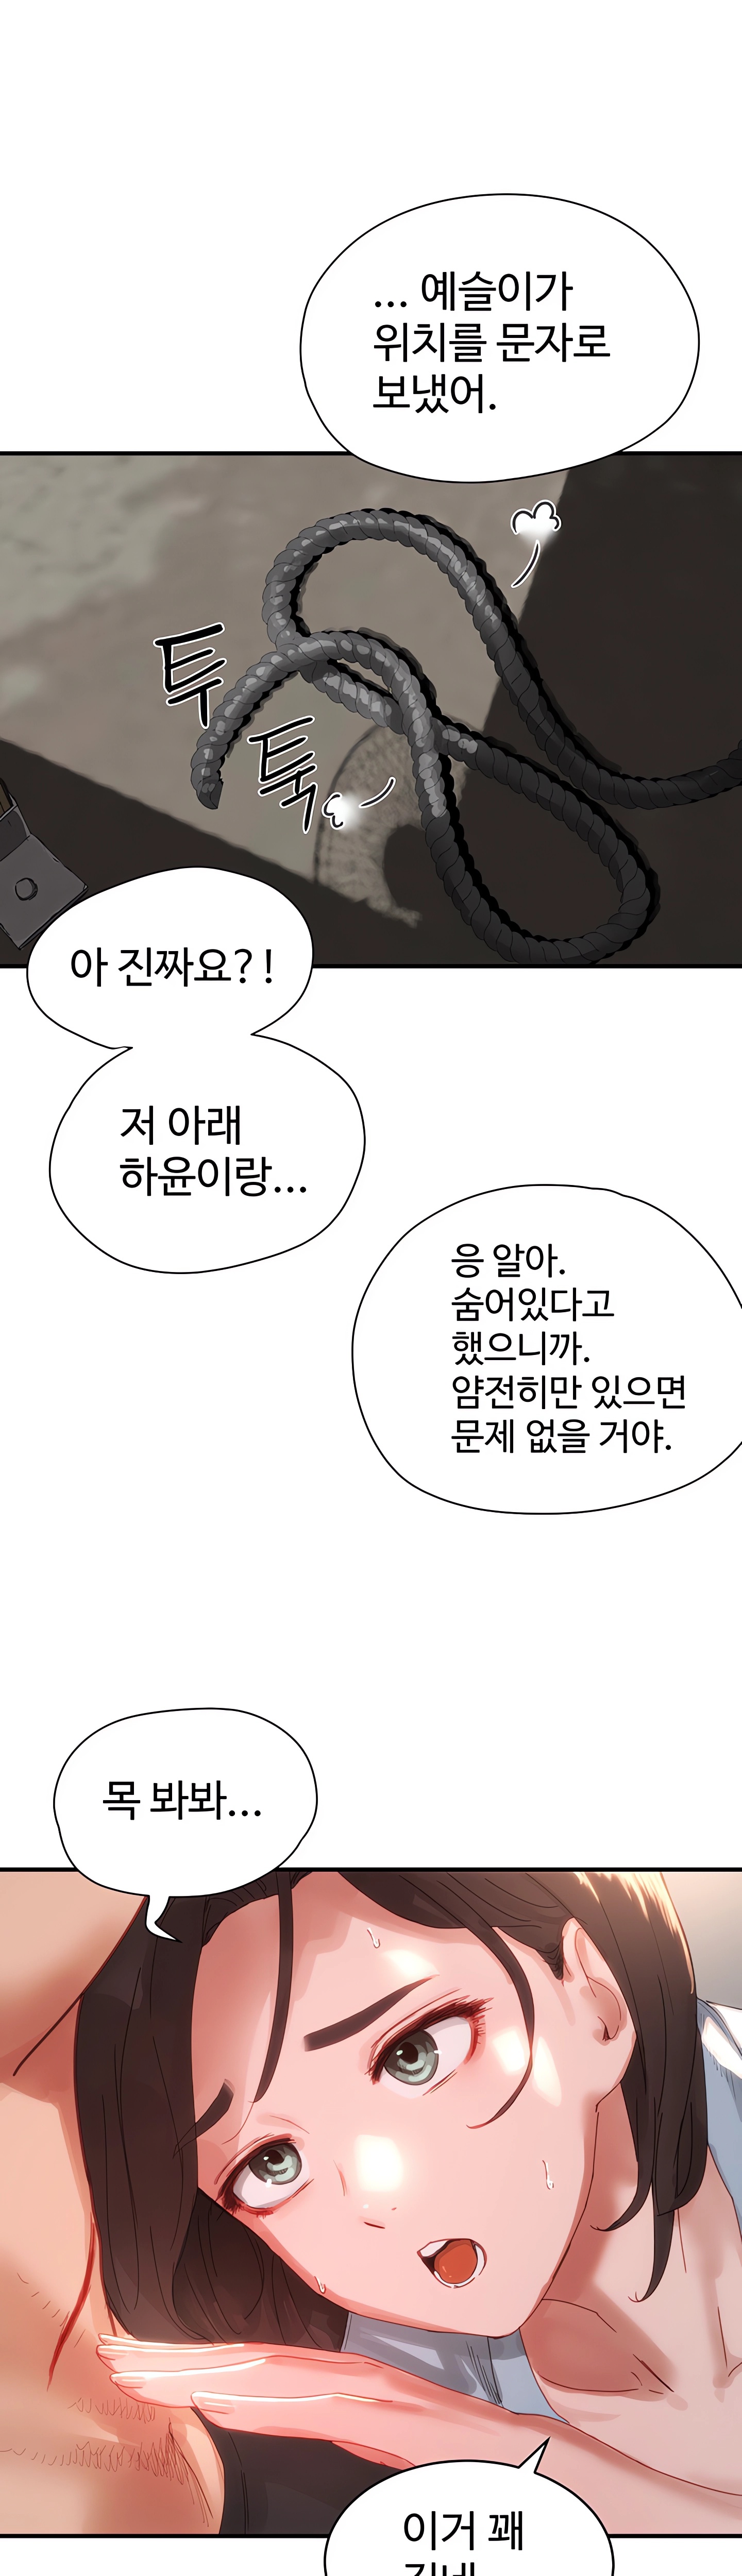 ... 예슬이가
위치를 문자로
보냈어.
투
툭
아 진짜요?!
저 아래
하윤이랑...
응 알아.
숨어있다고
했으니까.
얌전히만 있으면
문제 없을 거야.
목 봐봐...
이거 꽤